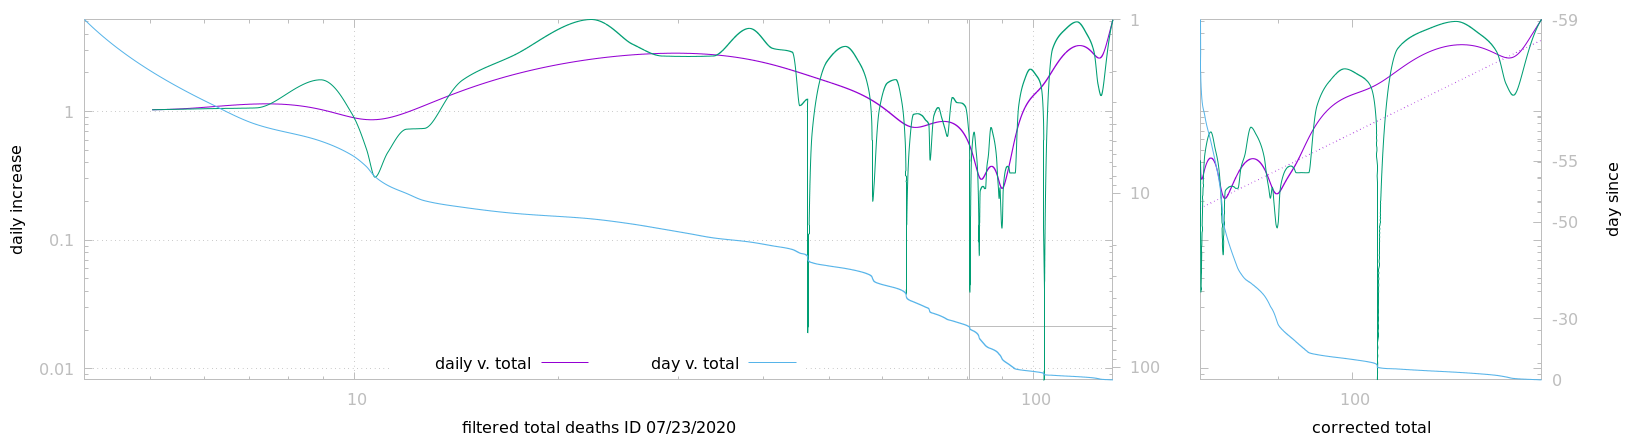 daily increase
1
0.1
0.01
10
100
1
10
100
daily v. total
day v. total
filtered total deaths ID 07/23/2020
-59
-55
-50
-30
0
day since
100
corrected total